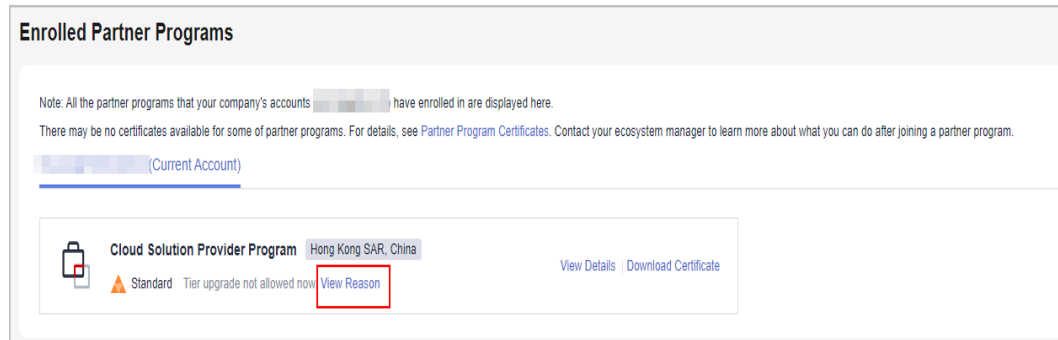 Enrolled Partner Programs
Note: All the partner programs that your company's accounts have enrolled in are displayed here.
There may be no certificates available for some of partner programs. For details, see Partner Program Certificates. Contact your ecosystem manager to learn more about what you can do after joining a partner program.
(Current Account)
Cloud Solution Provider Program Hong Kong SAR, China
View Details Download Certificate
Standard Tier upgrade not allowed now View Reason